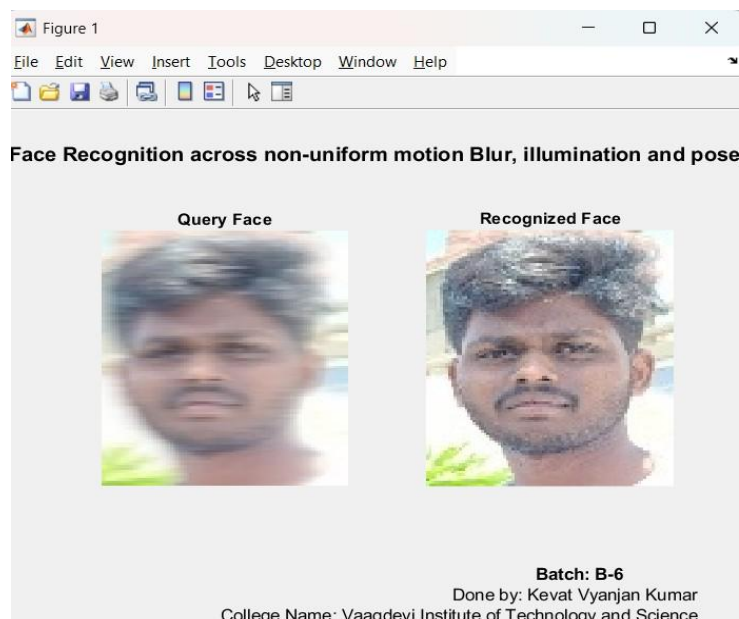 Figure 1
File Edit View Insert Tools Desktop Window Help
Face Recognition across non-uniform motion Blur, illumination and pose
Query Face
Recognized Face
Batch: B-6
Done by: Kevat Vyanjan Kumar
College Name: Vaagdevi Institute of Technology and Science